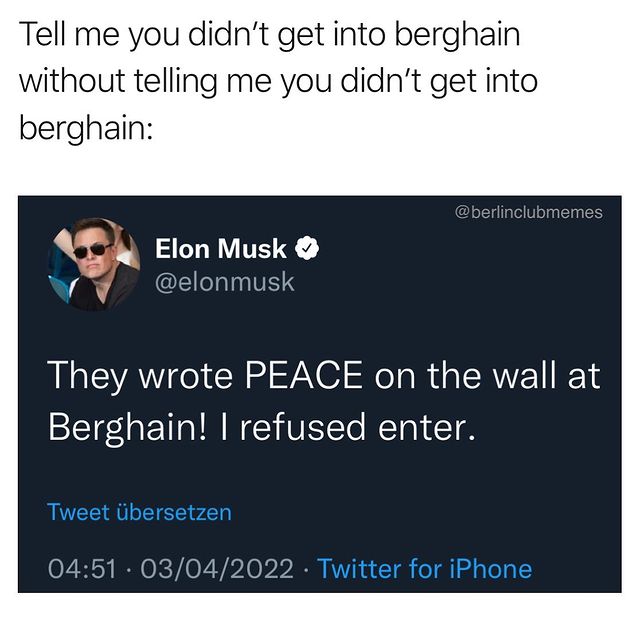 Tell me you didn’t get into berghain
without telling me you didn’t get into
berghain:
@berlinclubmemes
Elon Musk
@elonmusk
They wrote PEACE on the wall at
Berghain! I refused enter.
Tweet übersetzen
04:51 · 03/04/2022 · Twitter for iPhone